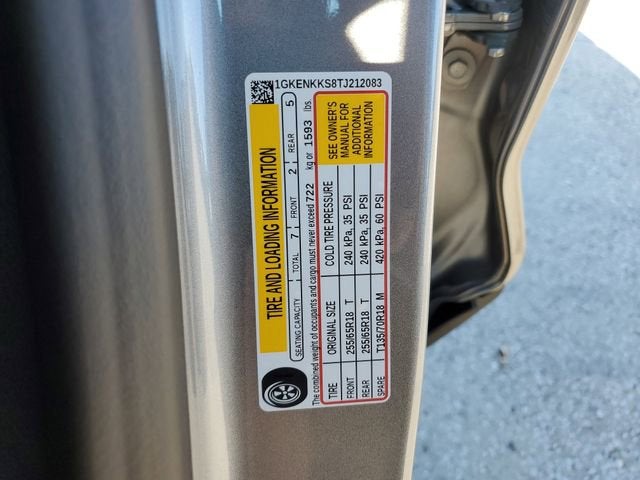 1GKENKKS8TJ212083
TIRE AND LOADING INFORMATION
SEATING CAPACITY TOTAL 7 FRONT 2 REAR 5
The combined weight of occupants and cargo must never exceed 722 kg or 1593 lbs.
TIRE ORIGINAL SIZE COLD TIRE PRESSURE
FRONT 255/65R18 T 240 kPa, 35 PSI
REAR 255/65R18 T 240 kPa, 35 PSI
SPARE T135/70R18 M 420 kPa, 60 PSI
SEE OWNER'S
MANUAL FOR
ADDITIONAL
INFORMATION